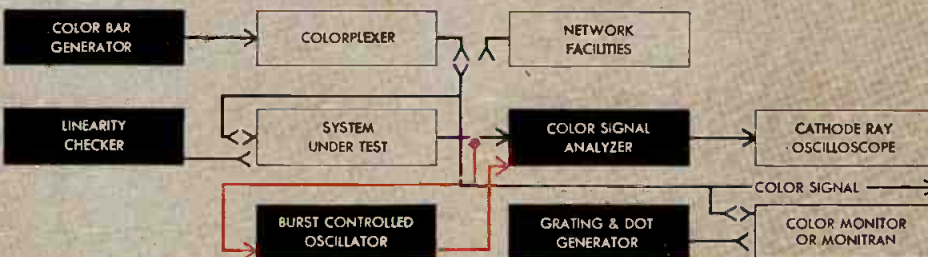 COLOR BAR
GENERATOR
COLORPLEXER
NETWORK
FACILITIES
LINEARITY
CHECKER
SYSTEM
UNDER TEST
COLOR SIGNAL
ANALYZER
CATHODE RAY
OSCILLOSCOPE
COLOR SIGNAL
BURST CONTROLLED
OSCILLATOR
GRATING & DOT
GENERATOR
COLOR MONITOR
OR MONITRAN